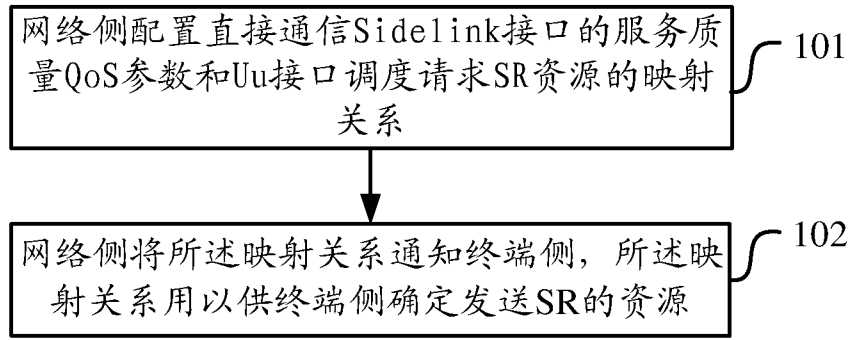 网络侧配置直接通信Sidelink接口的服务质
量QoS参数和Uu接口调度请求SR资源的映射
关系
101
网络侧将所述映射关系通知终端侧，所述映
射关系用以供终端侧确定发送SR的资源
102